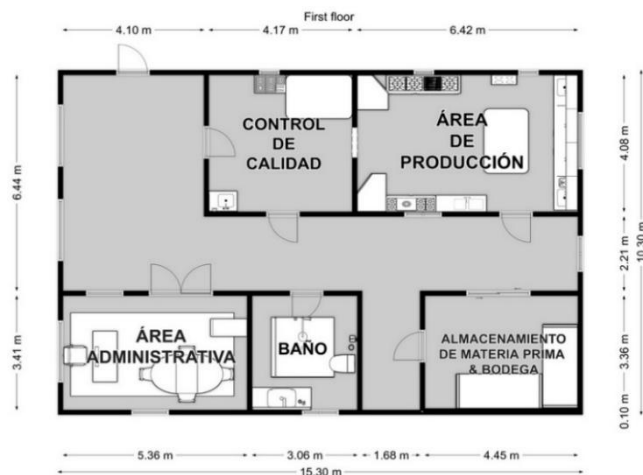 First floor
4.10 m
4.17 m
6.42 m
6.44 m
3.41 m
CONTROL
DE
CALIDAD
ÁREA
DE
PRODUCCIÓN
4.08 m
2.21 m
10.30 m
3.36 m
0.10 m
ÁREA
ADMINISTRATIVA
BAÑO
ALMACENAMIENTO
DE MATERIA PRIMA
& BODEGA
5.36 m
3.06 m
1.68 m
4.45 m
15.30 m